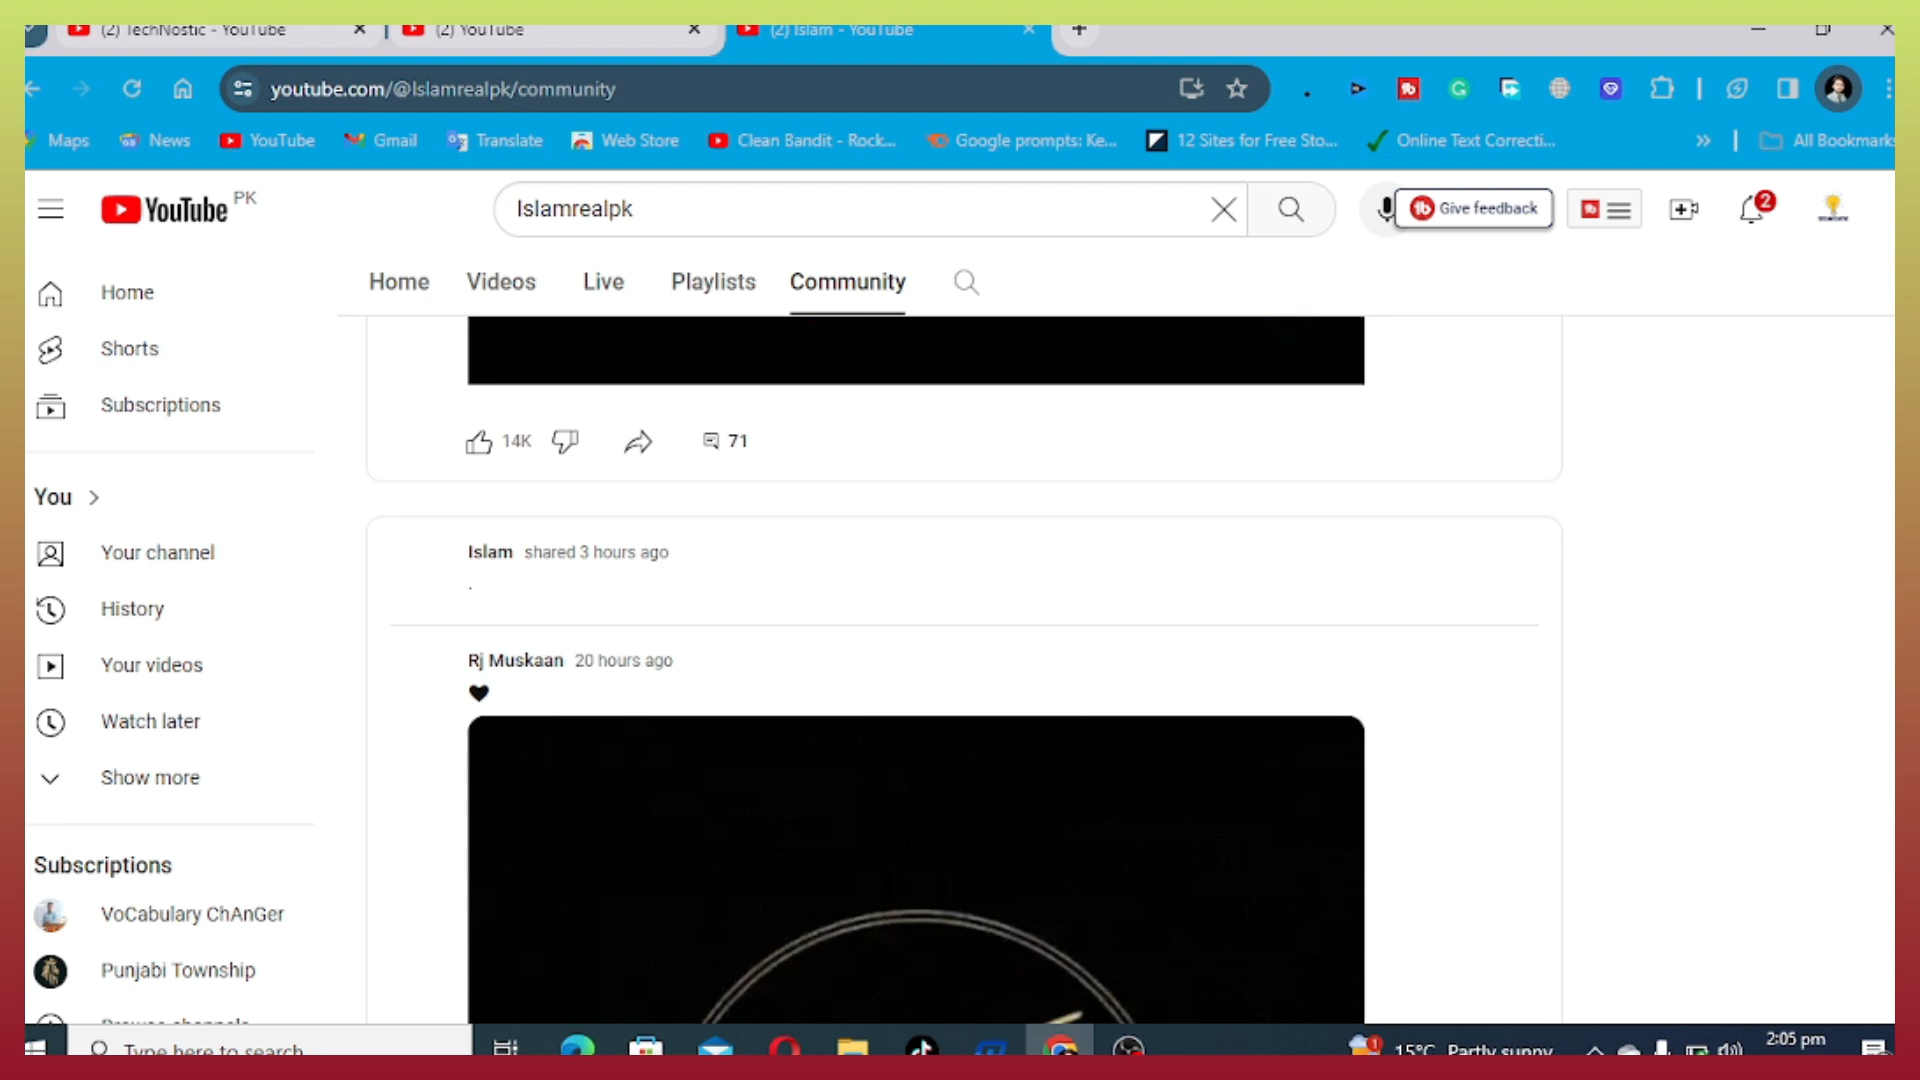 (2) TechNostic - YouTube
(2) YouTube
(2) Islam - YouTube
youtube.com/@Islamrealpk/community
Maps
News
YouTube
Gmail
Translate
Web Store
Clean Bandit - Rock...
Google prompts: Ke...
12 Sites for Free Sto...
Online Text Correcti...
All Bookmarks
YouTube PK
Islamrealpk
Give feedback
2
Home
Videos
Live
Playlists
Community
Home
Shorts
Subscriptions
You
Your channel
History
Your videos
Watch later
Show more
Subscriptions
VoCabulary ChAnGer
Punjabi Township
Browse channels
14K
71
Islam shared 3 hours ago
.
Rj Muskaan 20 hours ago
Type here to search
1
15°C Partly sunny
2:05 pm